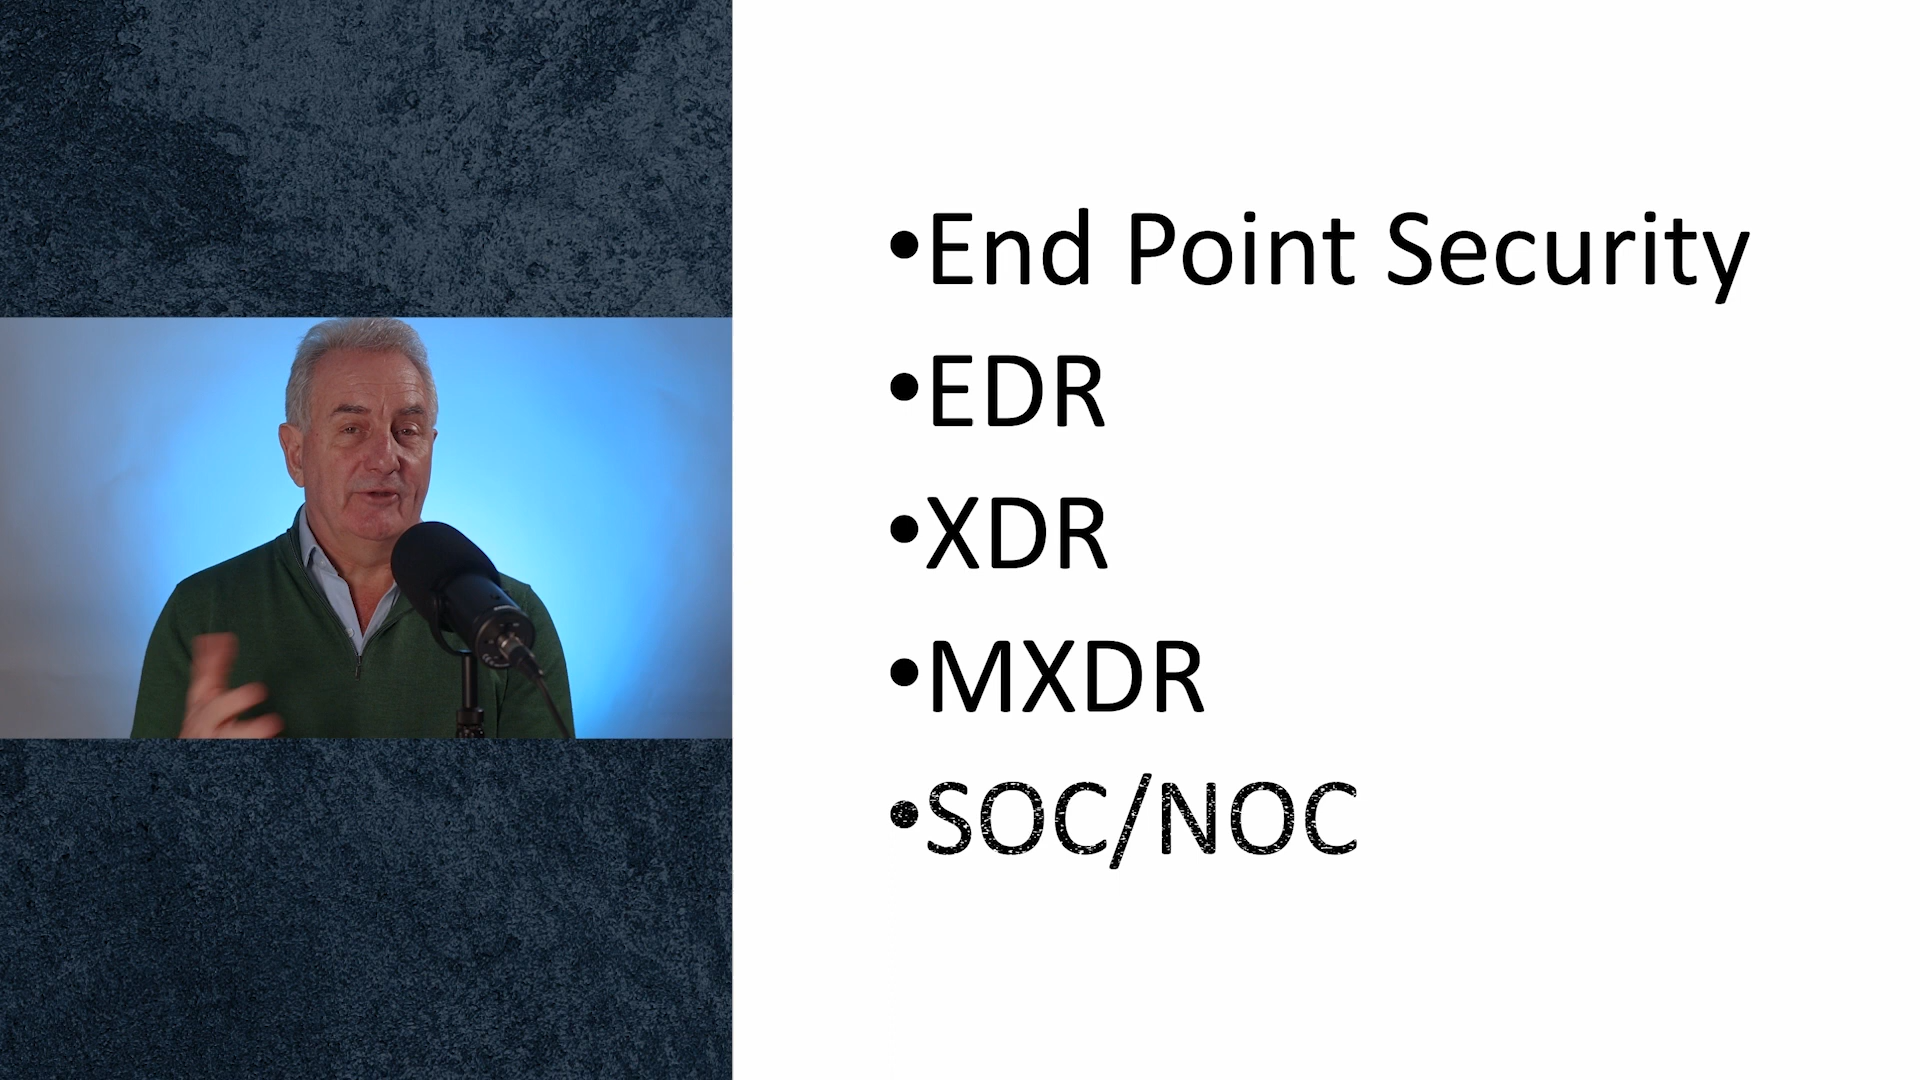 •End Point Security
•EDR
•XDR
•MXDR
•SOC/NOC